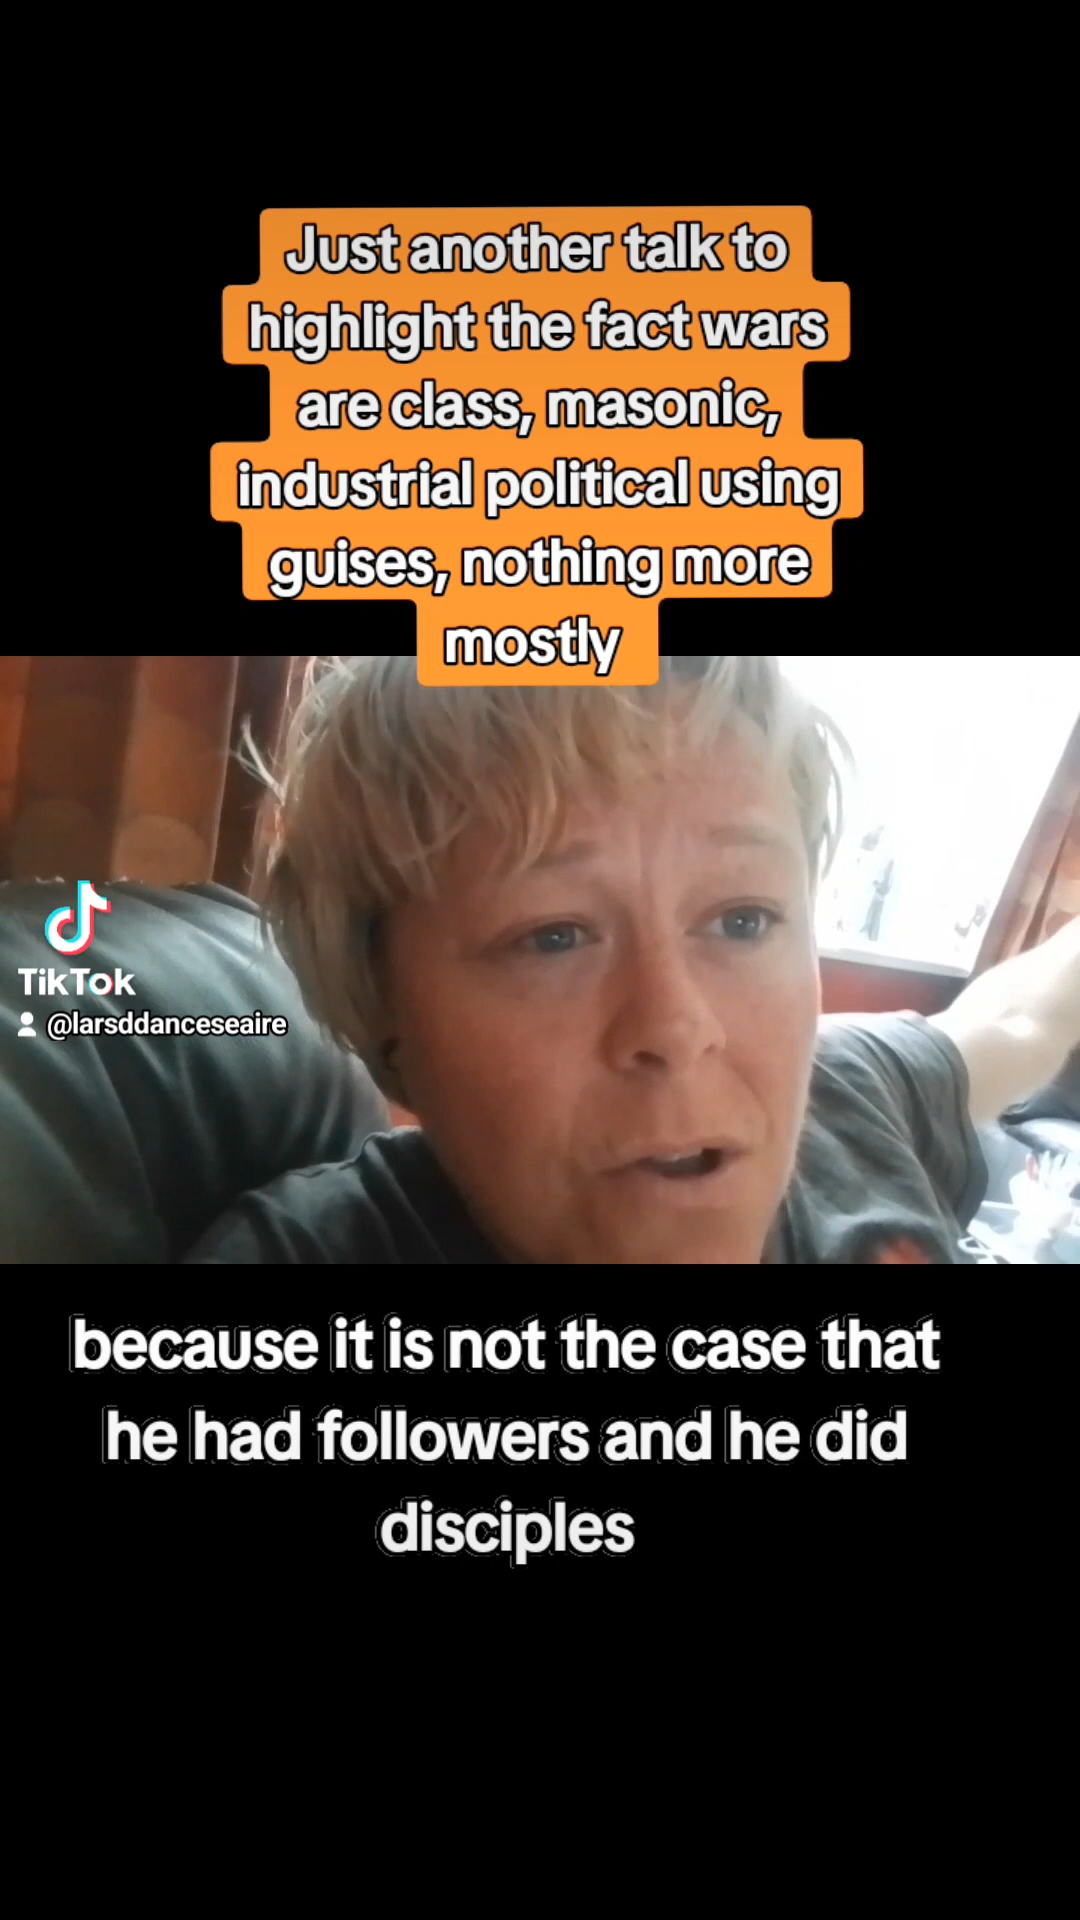 Just another talk to
highlight the fact wars
are class, masonic,
industrial political using
guises, nothing more
mostly
TikTok
@larsddanceseaire
because it is not the case that
he had followers and he did
disciples